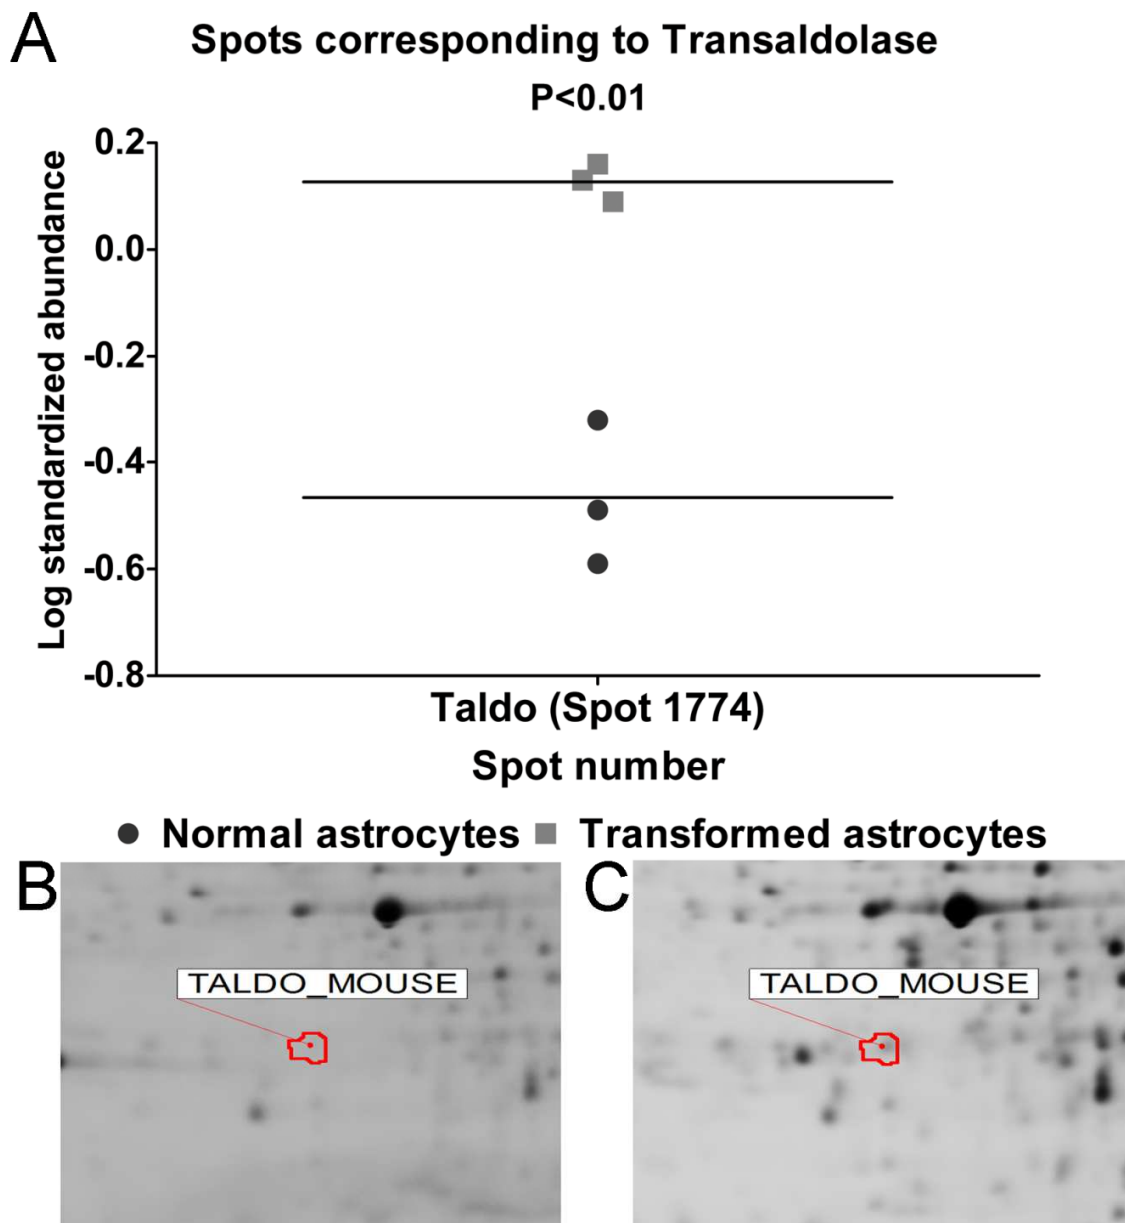 A
Spots corresponding to Transaldolase
P<0.01
Log standardized abundance
0.2
0.0
-0.2
-0.4
-0.6
-0.8
Taldo (Spot 1774)
Spot number
Normal astrocytes
Transformed astrocytes
B
TALDO_MOUSE
C
TALDO_MOUSE